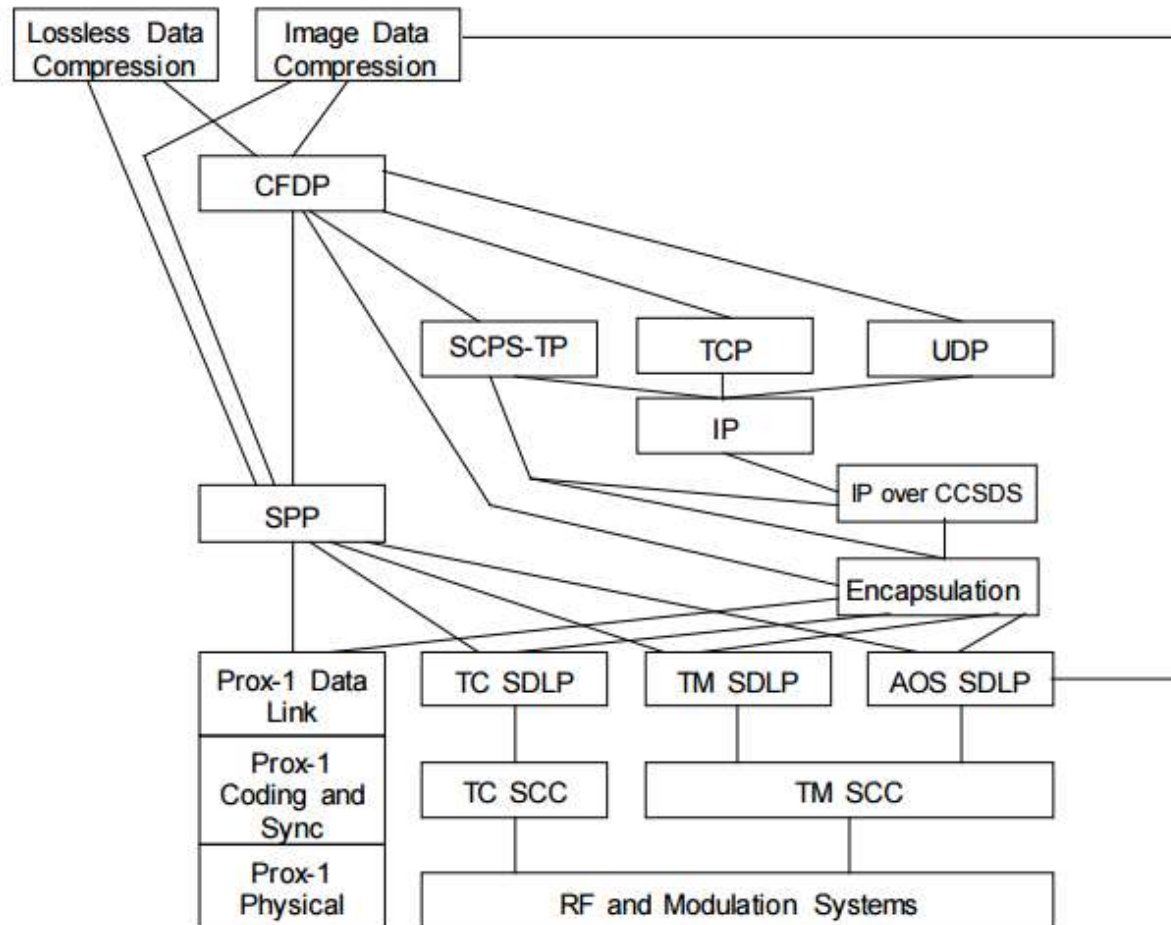 Lossless Data
Compression
Image Data
Compression
CFDP
SCPS-TP
TCP
UDP
IP
IP over CCSDS
SPP
Encapsulation
Prox-1 Data
Link
TC SDLP
TM SDLP
AOS SDLP
Prox-1
Coding and
Sync
TC SCC
TM SCC
Prox-1
Physical
RF and Modulation Systems